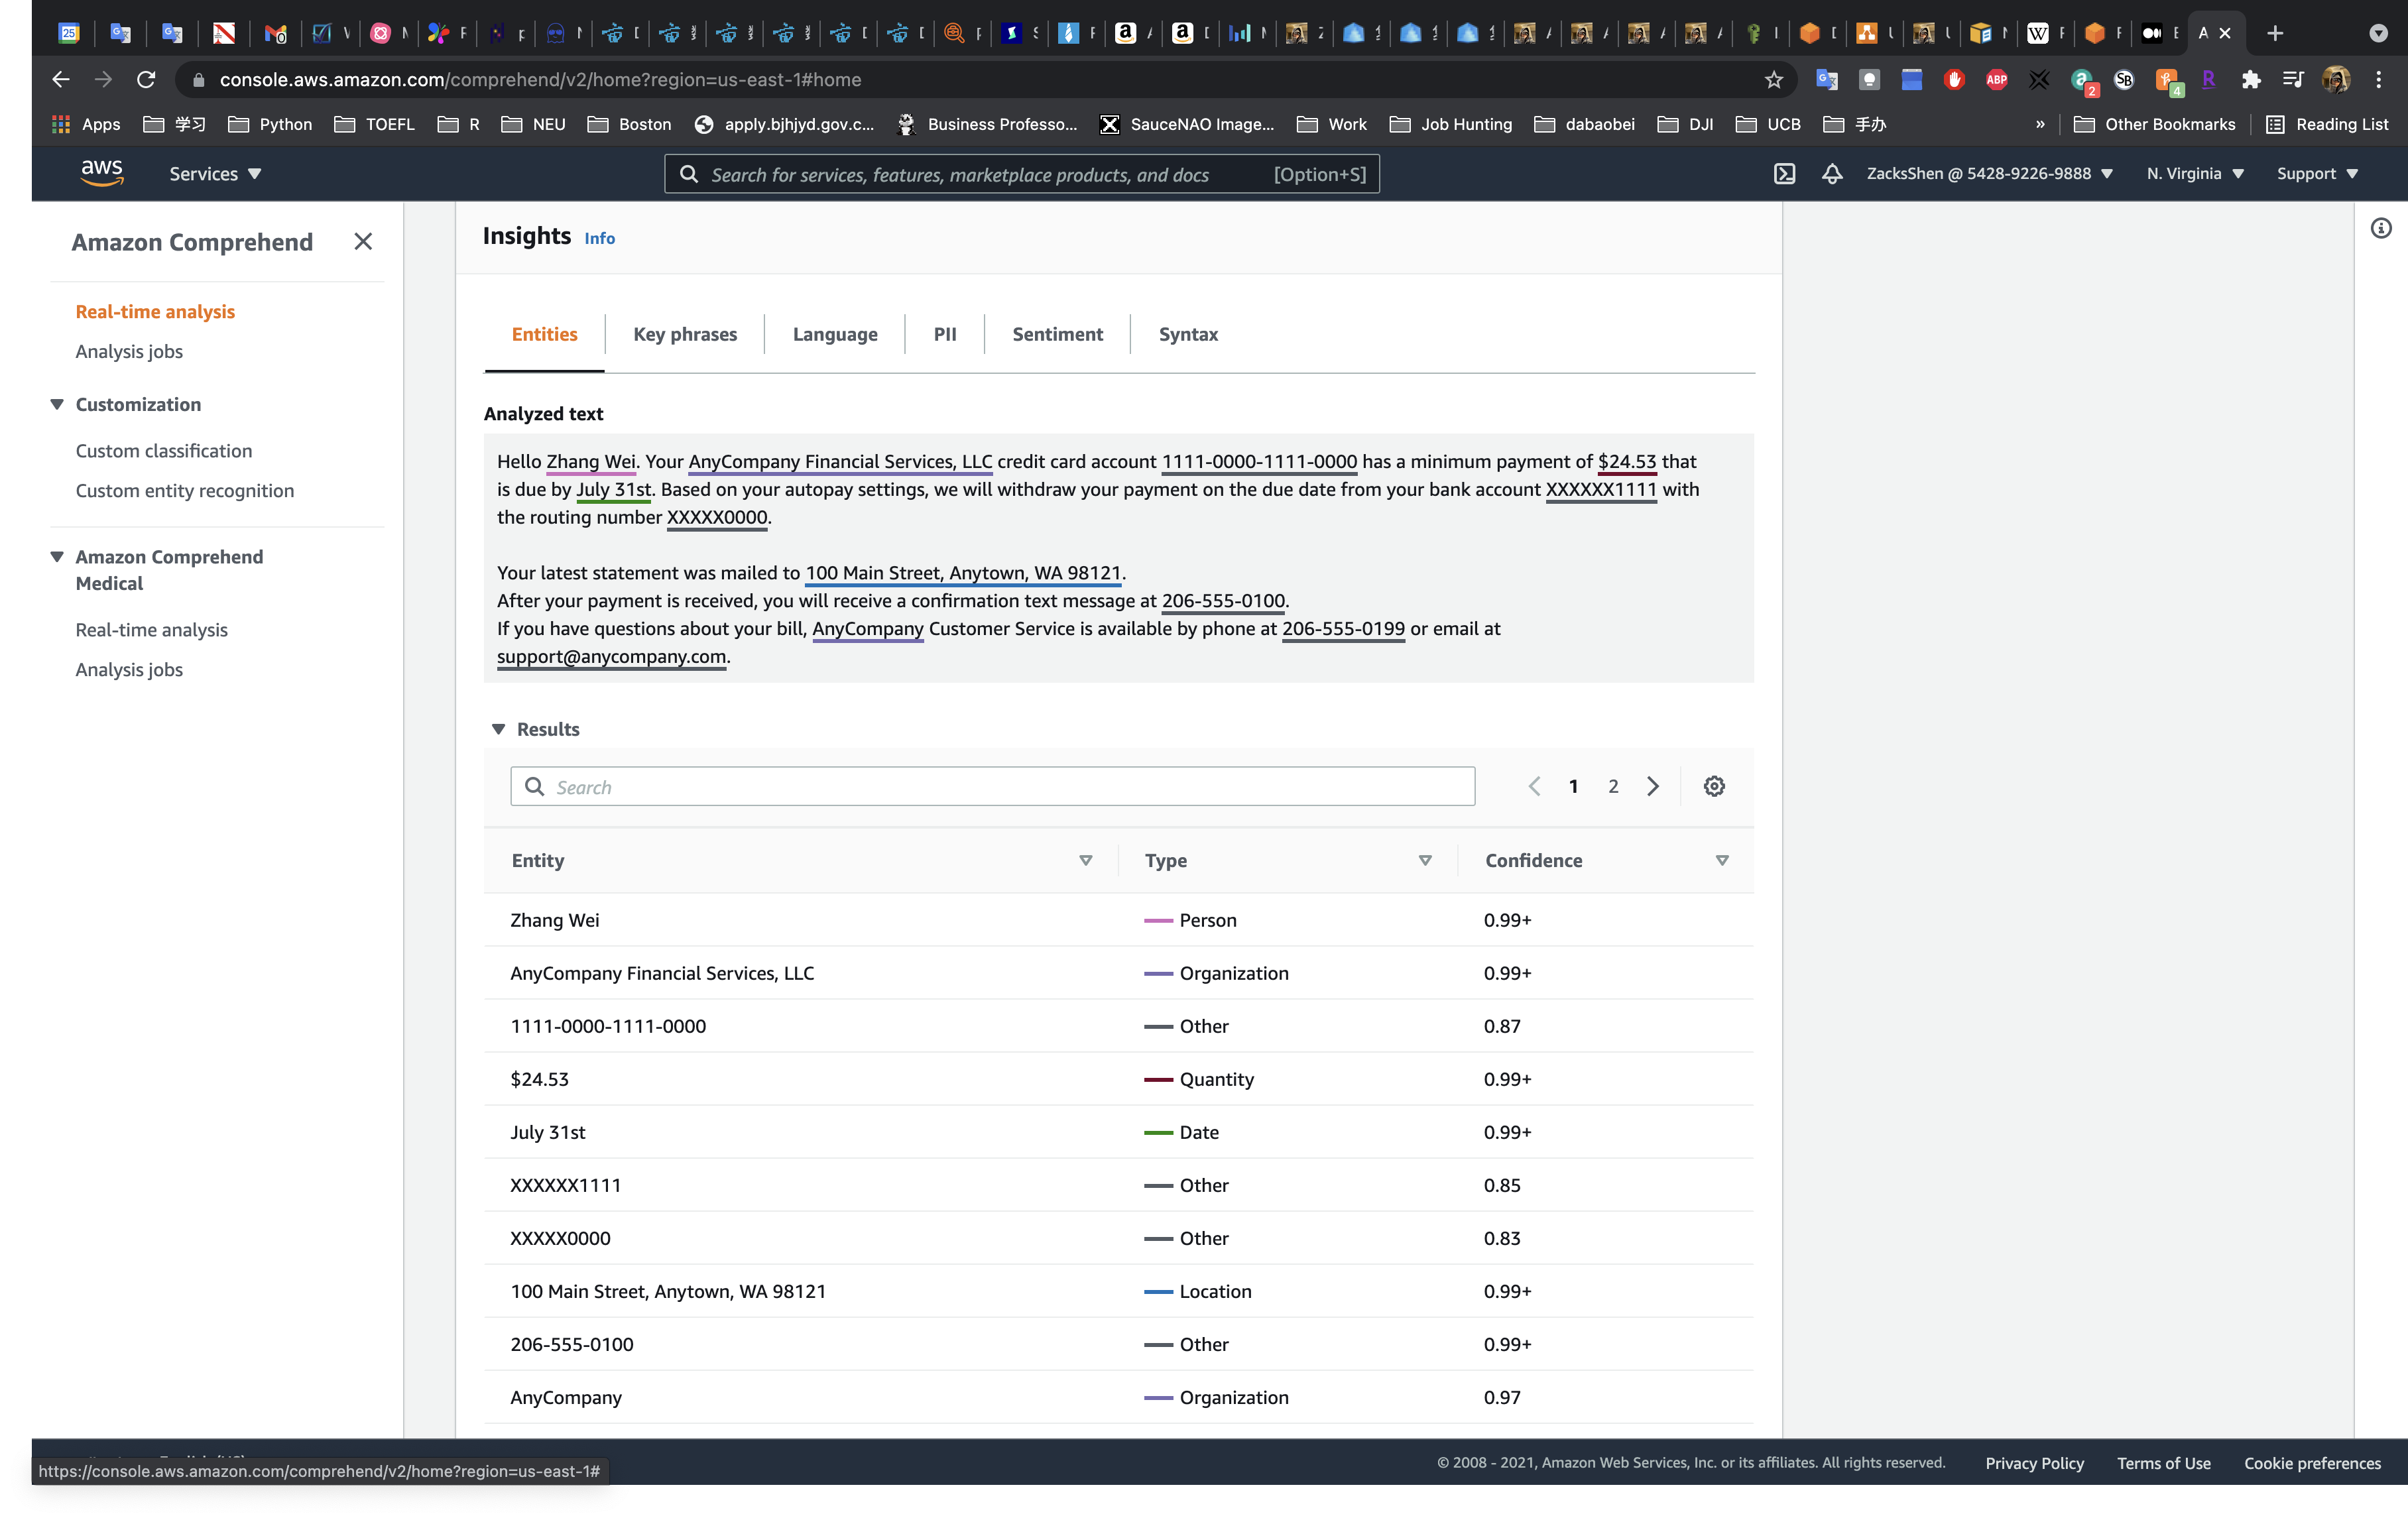 console.aws.amazon.com/comprehend/v2/home?region=us-east-1#home
Apps 学习 Python TOEFL R NEU Boston apply.bjhjyd.gov.c... Business Professo... SauceNAO Image... Work Job Hunting dabaobei DJI UCB 手办 » Other Bookmarks Reading List
aws Services Search for services, features, marketplace products, and docs [Option+S] ZacksShen @ 5428-9226-9888 N. Virginia Support
Amazon Comprehend
Real-time analysis
Analysis jobs
Customization
Custom classification
Custom entity recognition
Amazon Comprehend
Medical
Real-time analysis
Analysis jobs
Insights Info
Entities Key phrases Language PII Sentiment Syntax
Analyzed text
Hello Zhang Wei. Your AnyCompany Financial Services, LLC credit card account 1111-0000-1111-0000 has a minimum payment of $24.53 that
is due by July 31st. Based on your autopay settings, we will withdraw your payment on the due date from your bank account XXXXXX1111 with
the routing number XXXXX0000.
Your latest statement was mailed to 100 Main Street, Anytown, WA 98121.
After your payment is received, you will receive a confirmation text message at 206-555-0100.
If you have questions about your bill, AnyCompany Customer Service is available by phone at 206-555-0199 or email at
support@anycompany.com.
Results
Search 1 2
Entity Type Confidence
Zhang Wei Person 0.99+
AnyCompany Financial Services, LLC Organization 0.99+
1111-0000-1111-0000 Other 0.87
$24.53 Quantity 0.99+
July 31st Date 0.99+
XXXXXX1111 Other 0.85
XXXXX0000 Other 0.83
100 Main Street, Anytown, WA 98121 Location 0.99+
206-555-0100 Other 0.99+
AnyCompany Organization 0.97
https://console.aws.amazon.com/comprehend/v2/home?region=us-east-1#
© 2008 - 2021, Amazon Web Services, Inc. or its affiliates. All rights reserved. Privacy Policy Terms of Use Cookie preferences